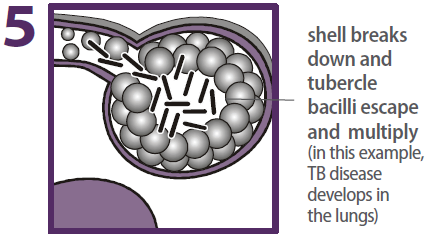 5
shell breaks
down and
tubercle
bacilli escape
and multiply
(in this example,
TB disease
develops in
the lungs)